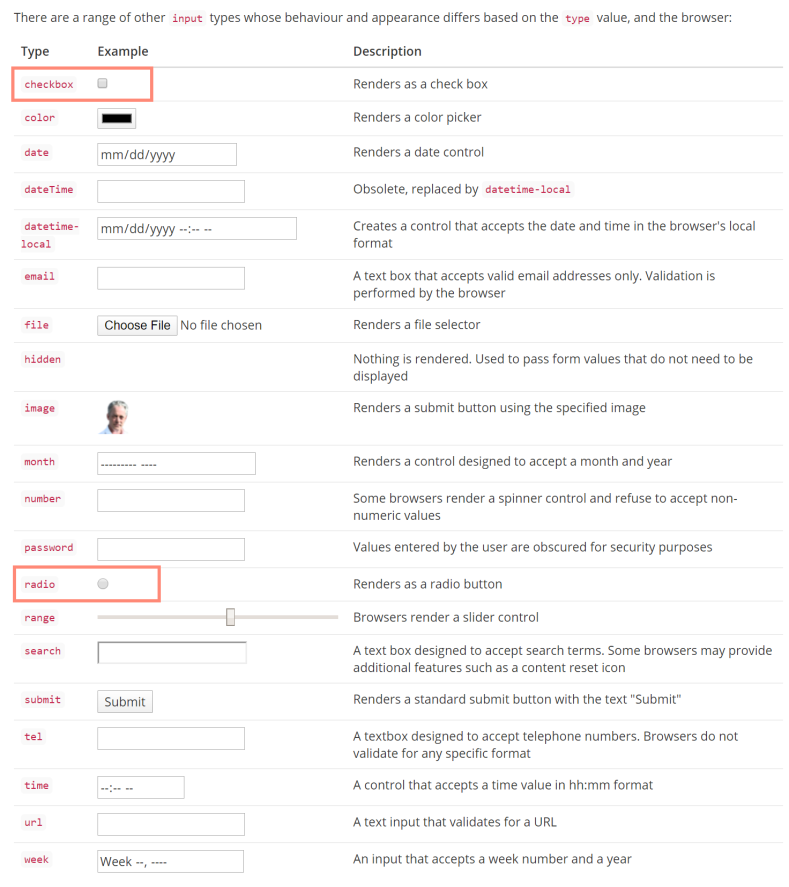 There are a range of other input types whose behaviour and appearance differs based on the type value, and the browser:
Type Example Description
checkbox Renders as a check box
color Renders a color picker
date mm/dd/yyyy Renders a date control
dateTime Obsolete, replaced by datetime-local
datetime-
local
mm/dd/yyyy --:-- --
Creates a control that accepts the date and time in the browser's local
format
email A text box that accepts valid email addresses only. Validation is
performed by the browser
file Choose File No file chosen Renders a file selector
hidden Nothing is rendered. Used to pass form values that do not need to be
displayed
image Renders a submit button using the specified image
month --------- ---- Renders a control designed to accept a month and year
number Some browsers render a spinner control and refuse to accept non-
numeric values
password Values entered by the user are obscured for security purposes
radio Renders as a radio button
range Browsers render a slider control
search A text box designed to accept search terms. Some browsers may provide
additional features such as a content reset icon
submit Submit Renders a standard submit button with the text "Submit"
tel A textbox designed to accept telephone numbers. Browsers do not
validate for any specific format
time --:-- -- A control that accepts a time value in hh:mm format
url A text input that validates for a URL
week Week --, ---- An input that accepts a week number and a year